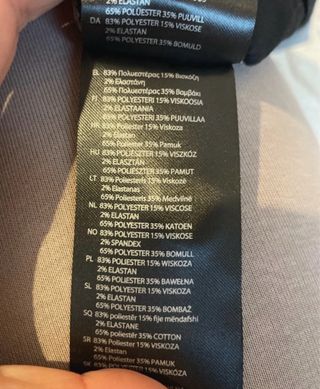 2% ELASTAN
65% POLÜESTER 35% PUUVILL
DA 83% POLYESTER 15% VISKOSE
2% ELASTAN
65% POLYESTER 35% BOMULD
EL 83% Πολυεστέρας 15% Βισκόζη
2% Ελαστάνη
65% Πολυεστέρας 35% Βαμβάκι
FI 83% POLYESTERI 15% VISKOOSIA
2% ELASTAANIA
65% POLYESTERI 35% PUUVILLAA
HR 83% Poliester 15% Viskoza
2% Elastan
65% Poliester 35% Pamuk
HU 83% POLIÉSZTER 15% VISZKÓZ
2% ELASZTÁN
65% POLIÉSZTER 35% PAMUT
LT 83% Poliesteris 15% Viskozė
2% Elastanas
65% Poliesteris 35% Medvilnė
NL 83% POLYESTER 15% VISCOSE
2% ELASTAN
65% POLYESTER 35% KATOEN
NO 83% POLYESTER 15% VISKOSE
2% SPANDEX
65% POLYESTER 35% BOMULL
PL 83% POLIESTER 15% WISKOZA
2% ELASTAN
65% POLIESTER 35% BAWEŁNA
SL 83% POLYESTER 15% VISKOZA
2% ELASTAN
65% POLYESTER 35% BOMBAŽ
SQ 83% poliestër 15% fije mëndafshi
2% ELASTANE
65% poliestër 35% COTTON
SR 83% Poliester 15% VISKOZA
2% Elastan
65% Poliester 35% PAMUK